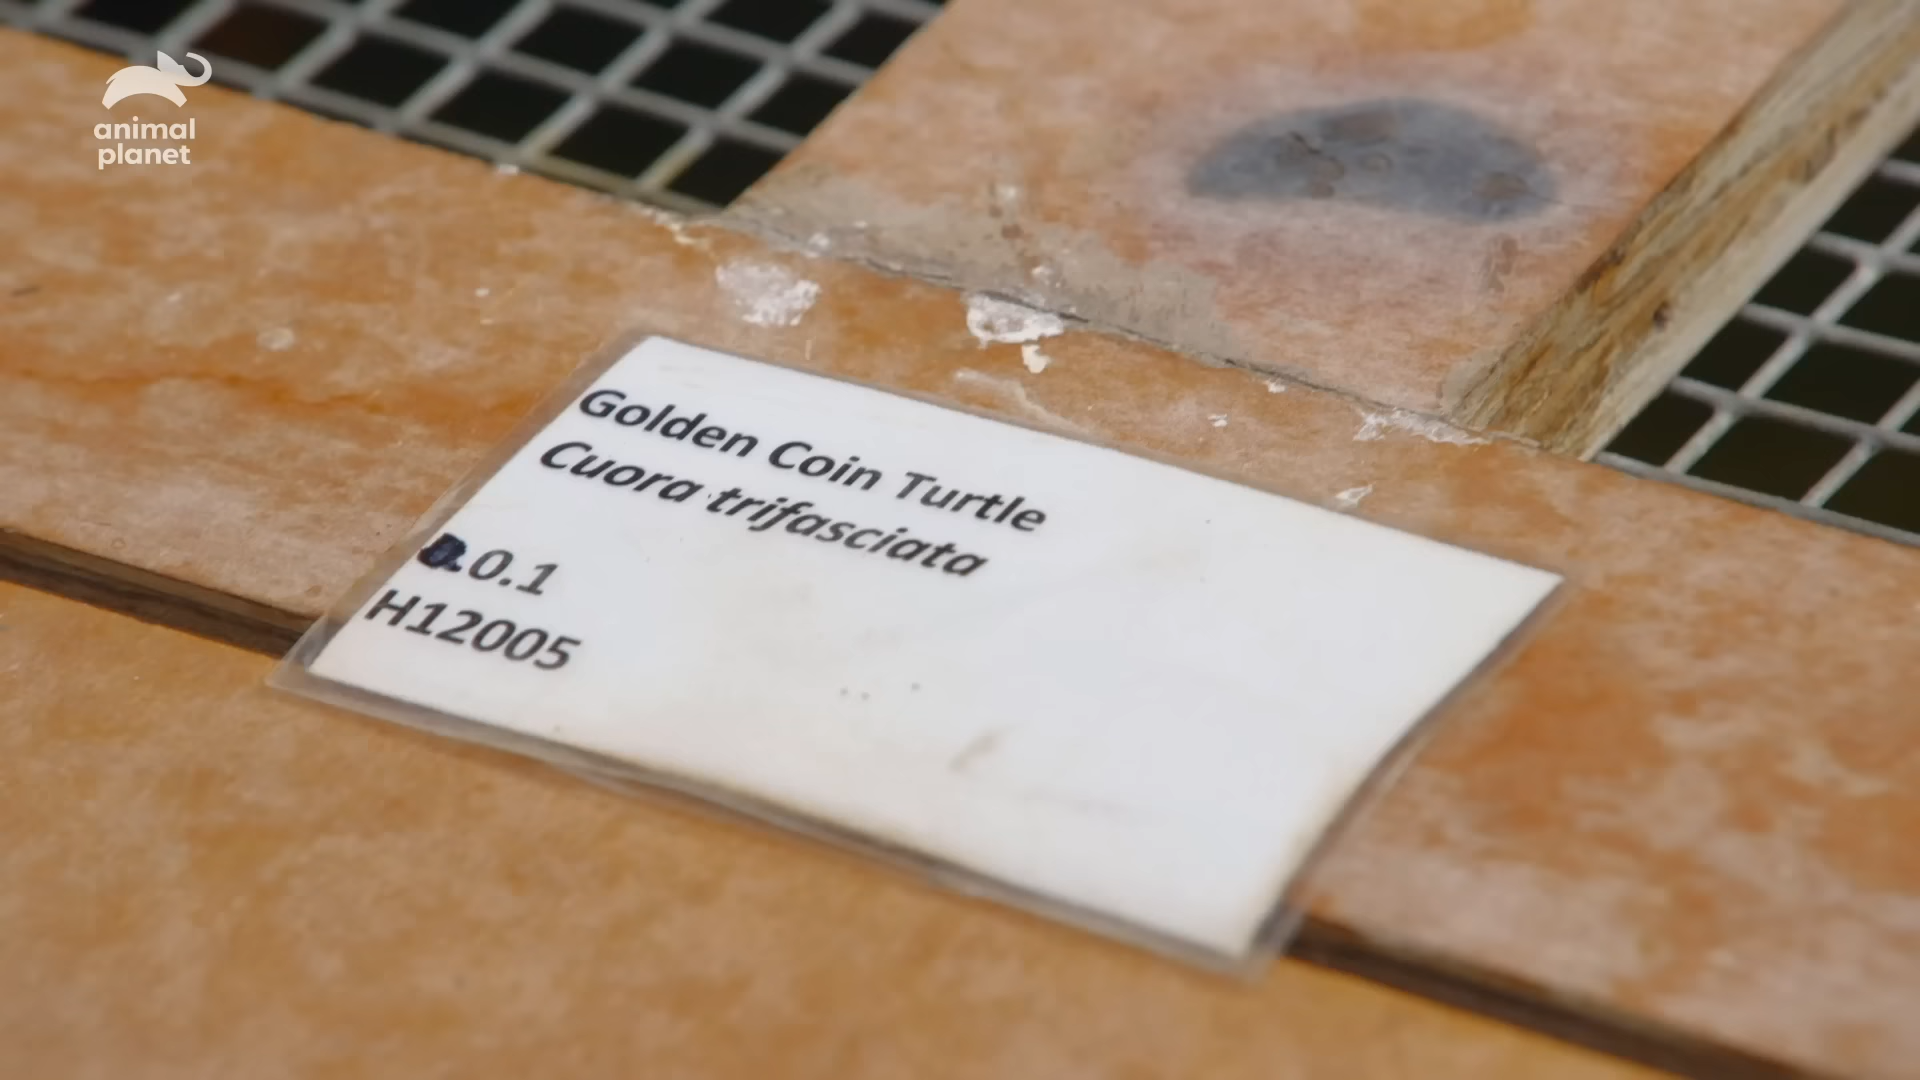 animal
planet
Golden Coin Turtle
Cuora trifasciata
.0.1
H12005